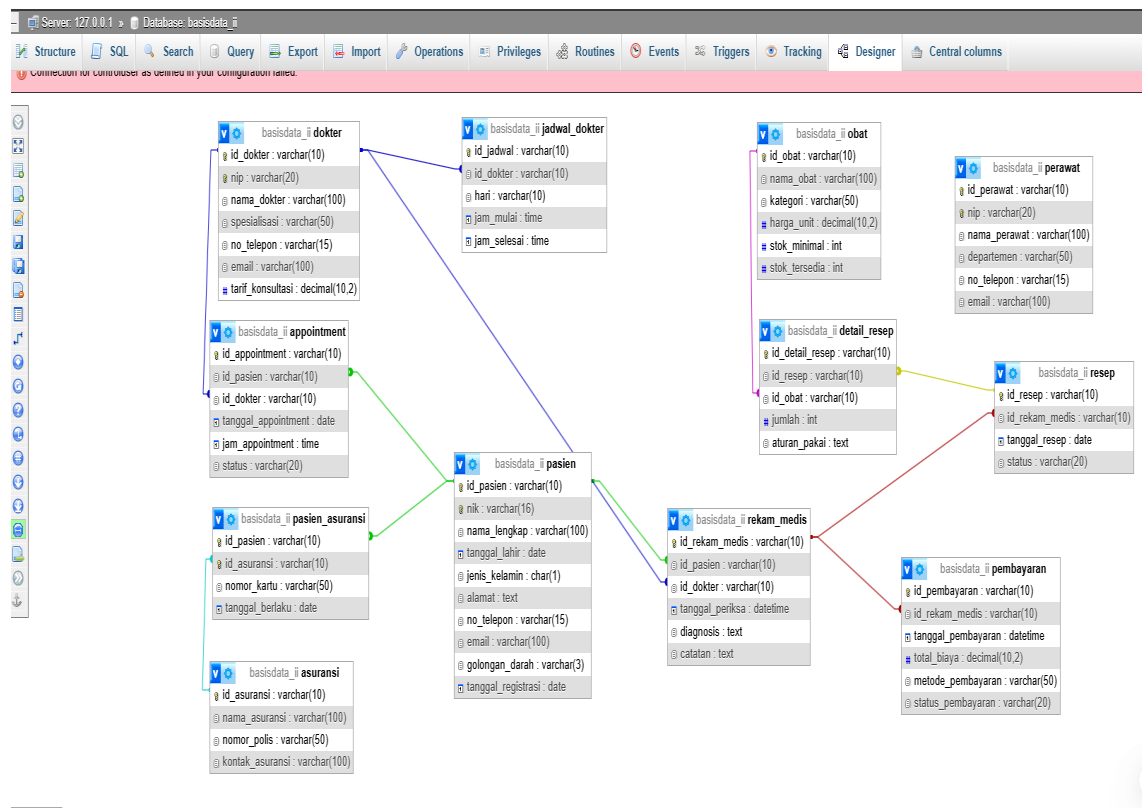 Server: 127.0.0.1 » Database: basisdata_ii
Structure SQL Search Query Export Import Operations Privileges Routines Events Triggers Tracking Designer Central columns
Connection for controluser as defined in your configuration failed.
basisdata_ii dokter
id_dokter : varchar(10)
nip : varchar(20)
nama_dokter : varchar(100)
spesialisasi : varchar(50)
no_telepon : varchar(15)
email : varchar(100)
tarif_konsultasi : decimal(10,2)
basisdata_ii jadwal_dokter
id_jadwal : varchar(10)
id_dokter : varchar(10)
hari : varchar(10)
jam_mulai : time
jam_selesai : time
basisdata_ii obat
id_obat : varchar(10)
nama_obat : varchar(100)
kategori : varchar(50)
harga_unit : decimal(10,2)
stok_minimal : int
stok_tersedia : int
basisdata_ii perawat
id_perawat : varchar(10)
nip : varchar(20)
nama_perawat : varchar(100)
departemen : varchar(50)
no_telepon : varchar(15)
email : varchar(100)
basisdata_ii appointment
id_appointment : varchar(10)
id_pasien : varchar(10)
id_dokter : varchar(10)
tanggal_appointment : date
jam_appointment : time
status : varchar(20)
basisdata_ii detail_resep
id_detail_resep : varchar(10)
id_resep : varchar(10)
id_obat : varchar(10)
jumlah : int
aturan_pakai : text
basisdata_ii resep
id_resep : varchar(10)
id_rekam_medis : varchar(10)
tanggal_resep : date
status : varchar(20)
basisdata_ii pasien
id_pasien : varchar(10)
nik : varchar(16)
nama_lengkap : varchar(100)
tanggal_lahir : date
jenis_kelamin : char(1)
alamat : text
no_telepon : varchar(15)
email : varchar(100)
golongan_darah : varchar(3)
tanggal_registrasi : date
basisdata_ii pasien_asuransi
id_pasien : varchar(10)
id_asuransi : varchar(10)
nomor_kartu : varchar(50)
tanggal_berlaku : date
basisdata_ii rekam_medis
id_rekam_medis : varchar(10)
id_pasien : varchar(10)
id_dokter : varchar(10)
tanggal_periksa : datetime
diagnosis : text
catatan : text
basisdata_ii pembayaran
id_pembayaran : varchar(10)
id_rekam_medis : varchar(10)
tanggal_pembayaran : datetime
total_biaya : decimal(10,2)
metode_pembayaran : varchar(50)
status_pembayaran : varchar(20)
basisdata_ii asuransi
id_asuransi : varchar(10)
nama_asuransi : varchar(100)
nomor_polis : varchar(50)
kontak_asuransi : varchar(100)